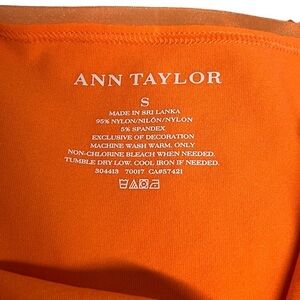 ANN TAYLOR
S
MADE IN SRI LANKA
95% NYLON/NILÓN/NYLON
5% SPANDEX
EXCLUSIVE OF DECORATION
MACHINE WASH WARM. ONLY
NON-CHLORINE BLEACH WHEN NEEDED.
TUMBLE DRY LOW. COOL IRON IF NEEDED.
304413 70017 CA#57421